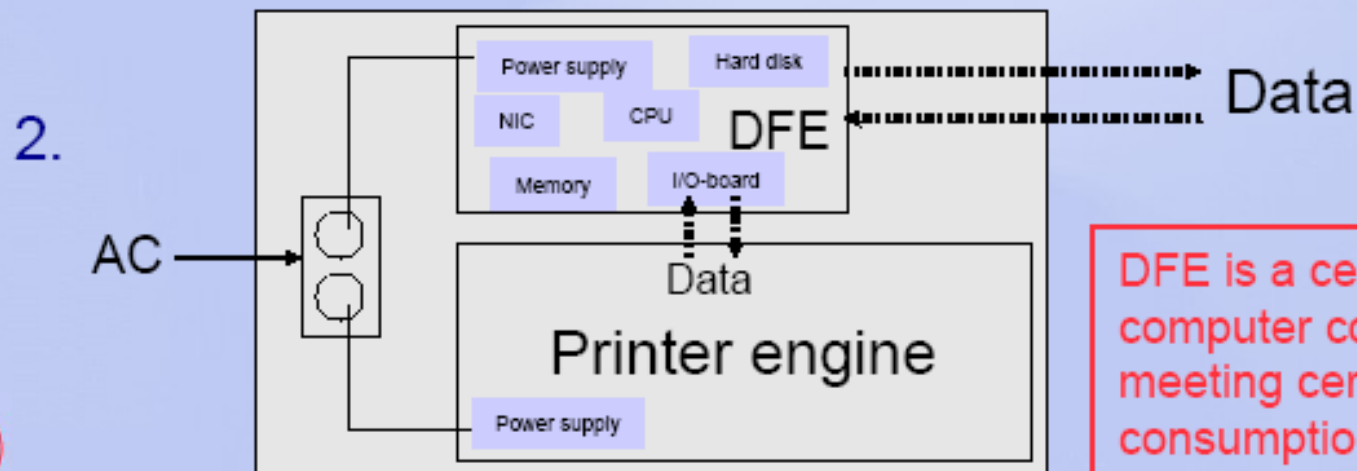 2.
AC
Power supply
Hard disk
NIC
CPU
DFE
Memory
I/O-board
Data
Data
Printer engine
Power supply
DFE is a ce
computer co
meeting cer
consumptio